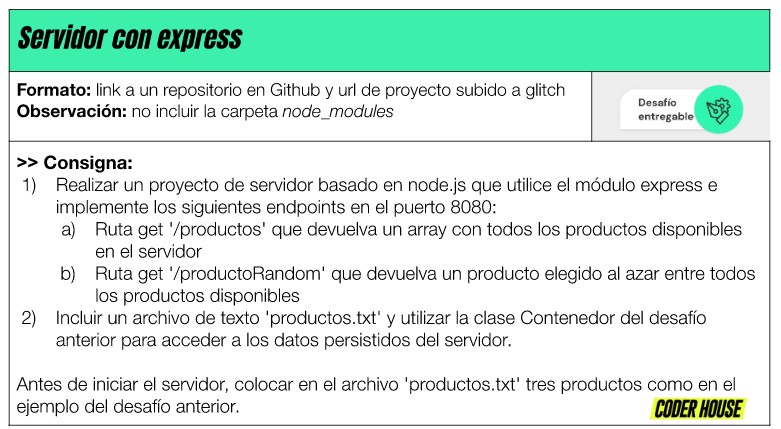 Servidor con express
Formato: link a un repositorio en Github y url de proyecto subido a glitch
Observación: no incluir la carpeta node_modules
Desafío
entregable
>> Consigna:
1) Realizar un proyecto de servidor basado en node.js que utilice el módulo express e
implemente los siguientes endpoints en el puerto 8080:
a) Ruta get '/productos' que devuelva un array con todos los productos disponibles
en el servidor
b) Ruta get '/productoRandom' que devuelva un producto elegido al azar entre todos
los productos disponibles
2) Incluir un archivo de texto 'productos.txt' y utilizar la clase Contenedor del desafío
anterior para acceder a los datos persistidos del servidor.
Antes de iniciar el servidor, colocar en el archivo 'productos.txt' tres productos como en el
ejemplo del desafío anterior.
CODER HOUSE